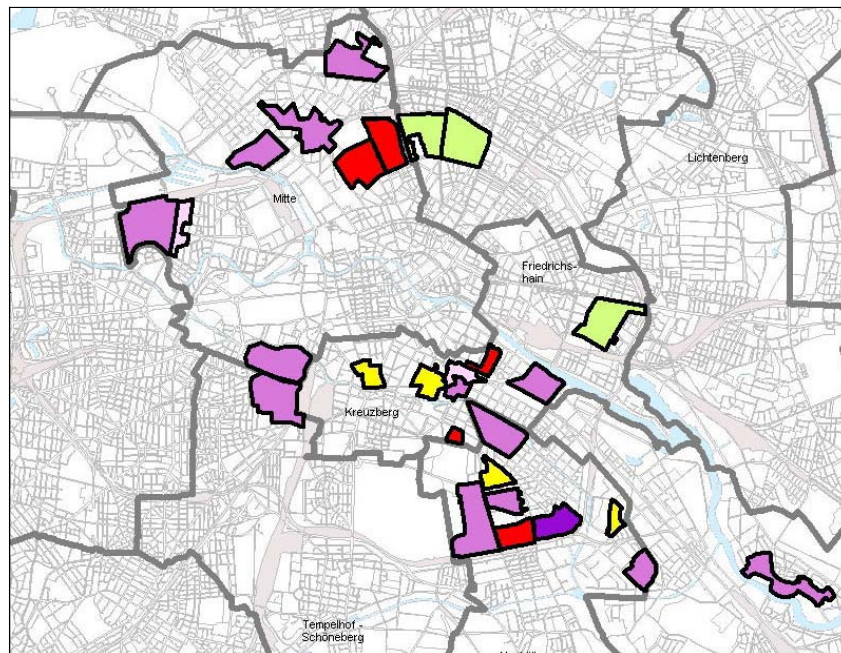 Lichtenberg
Mitte
Friedrichs-
hain
Kreuzberg
Tempelhof -
Schöneberg